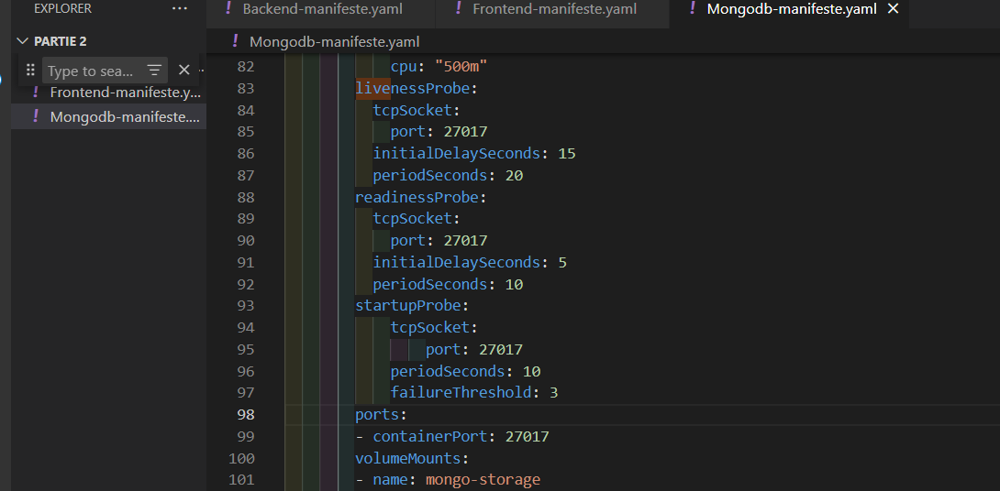 EXPLORER ...
Backend-manifeste.yaml
Frontend-manifeste.yaml
Mongodb-manifeste.yaml
PARTIE 2
Type to sea...
Frontend-manifeste.y...
Mongodb-manifeste....
Mongodb-manifeste.yaml
82 cpu: "500m"
83 livenessProbe:
84 tcpSocket:
85 port: 27017
86 initialDelaySeconds: 15
87 periodSeconds: 20
88 readinessProbe:
89 tcpSocket:
90 port: 27017
91 initialDelaySeconds: 5
92 periodSeconds: 10
93 startupProbe:
94 tcpSocket:
95 port: 27017
96 periodSeconds: 10
97 failureThreshold: 3
98 ports:
99 - containerPort: 27017
100 volumeMounts:
101 - name: mongo-storage